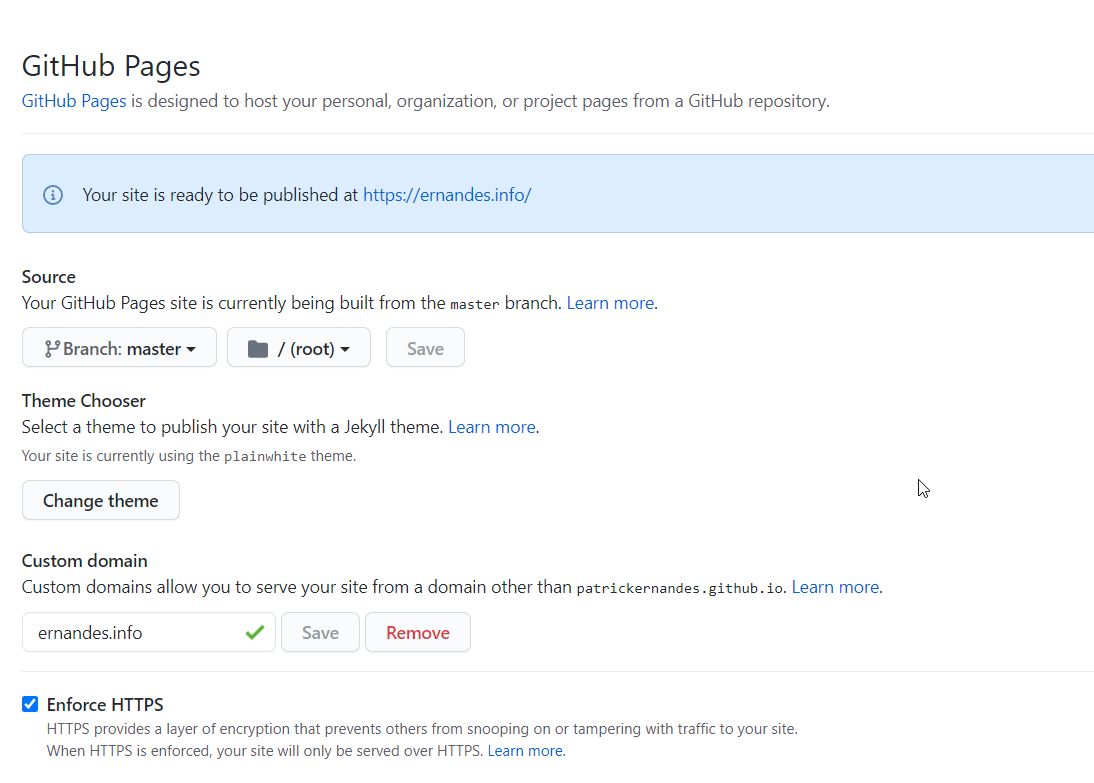 GitHub Pages
GitHub Pages is designed to host your personal, organization, or project pages from a GitHub repository.
Your site is ready to be published at https://ernandes.info/
Source
Your GitHub Pages site is currently being built from the master branch. Learn more.
Branch: master / (root) Save
Theme Chooser
Select a theme to publish your site with a Jekyll theme. Learn more.
Your site is currently using the plainwhite theme.
Change theme
Custom domain
Custom domains allow you to serve your site from a domain other than patrickernandes.github.io. Learn more.
ernandes.info Save Remove
Enforce HTTPS
HTTPS provides a layer of encryption that prevents others from snooping on or tampering with traffic to your site.
When HTTPS is enforced, your site will only be served over HTTPS. Learn more.